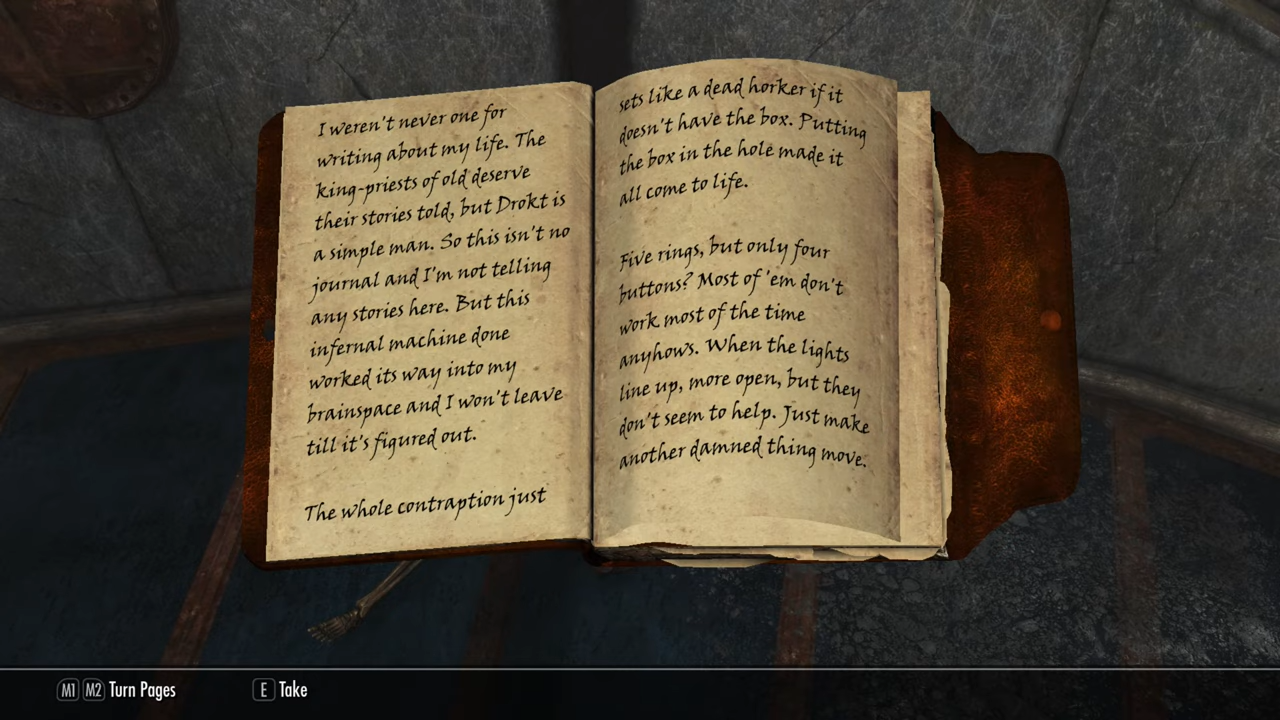 I weren't never one for
writing about my life. The
king-priests of old deserve
their stories told, but Drokt is
a simple man. So this isn't no
journal and I'm not telling
any stories here. But this
infernal machine done
worked its way into my
brainspace and I won't leave
till it's figured out.
The whole contraption just
sets like a dead horker if it
doesn't have the box. Putting
the box in the hole made it
all come to life.
Five rings, but only four
buttons? Most of 'em don't
work most of the time
anyhows. When the lights
line up, more open, but they
don't seem to help. Just make
another damned thing move.
M1 M2 Turn Pages
E Take